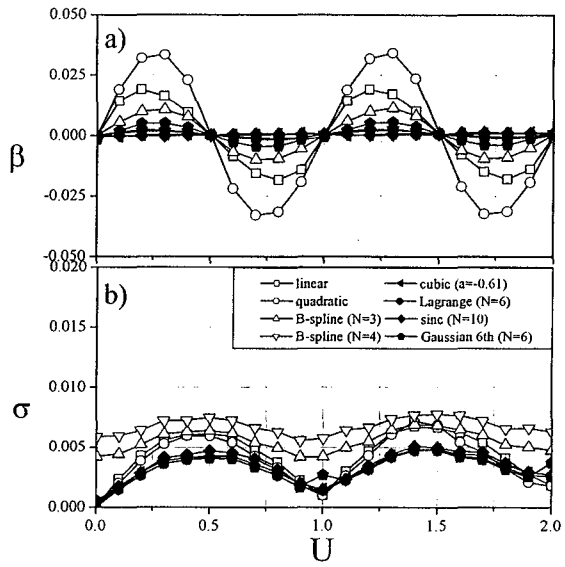 a)
0.050
0.025
0.000
-0.025
-0.050
β
b)
0.020
0.015
0.010
0.005
0.000
σ
linear
quadratic
B-spline (N=3)
B-spline (N=4)
cubic (a=-0.61)
Lagrange (N=6)
sinc (N=10)
Gaussian 6th (N=6)
0.0 0.5 1.0 1.5 2.0
U